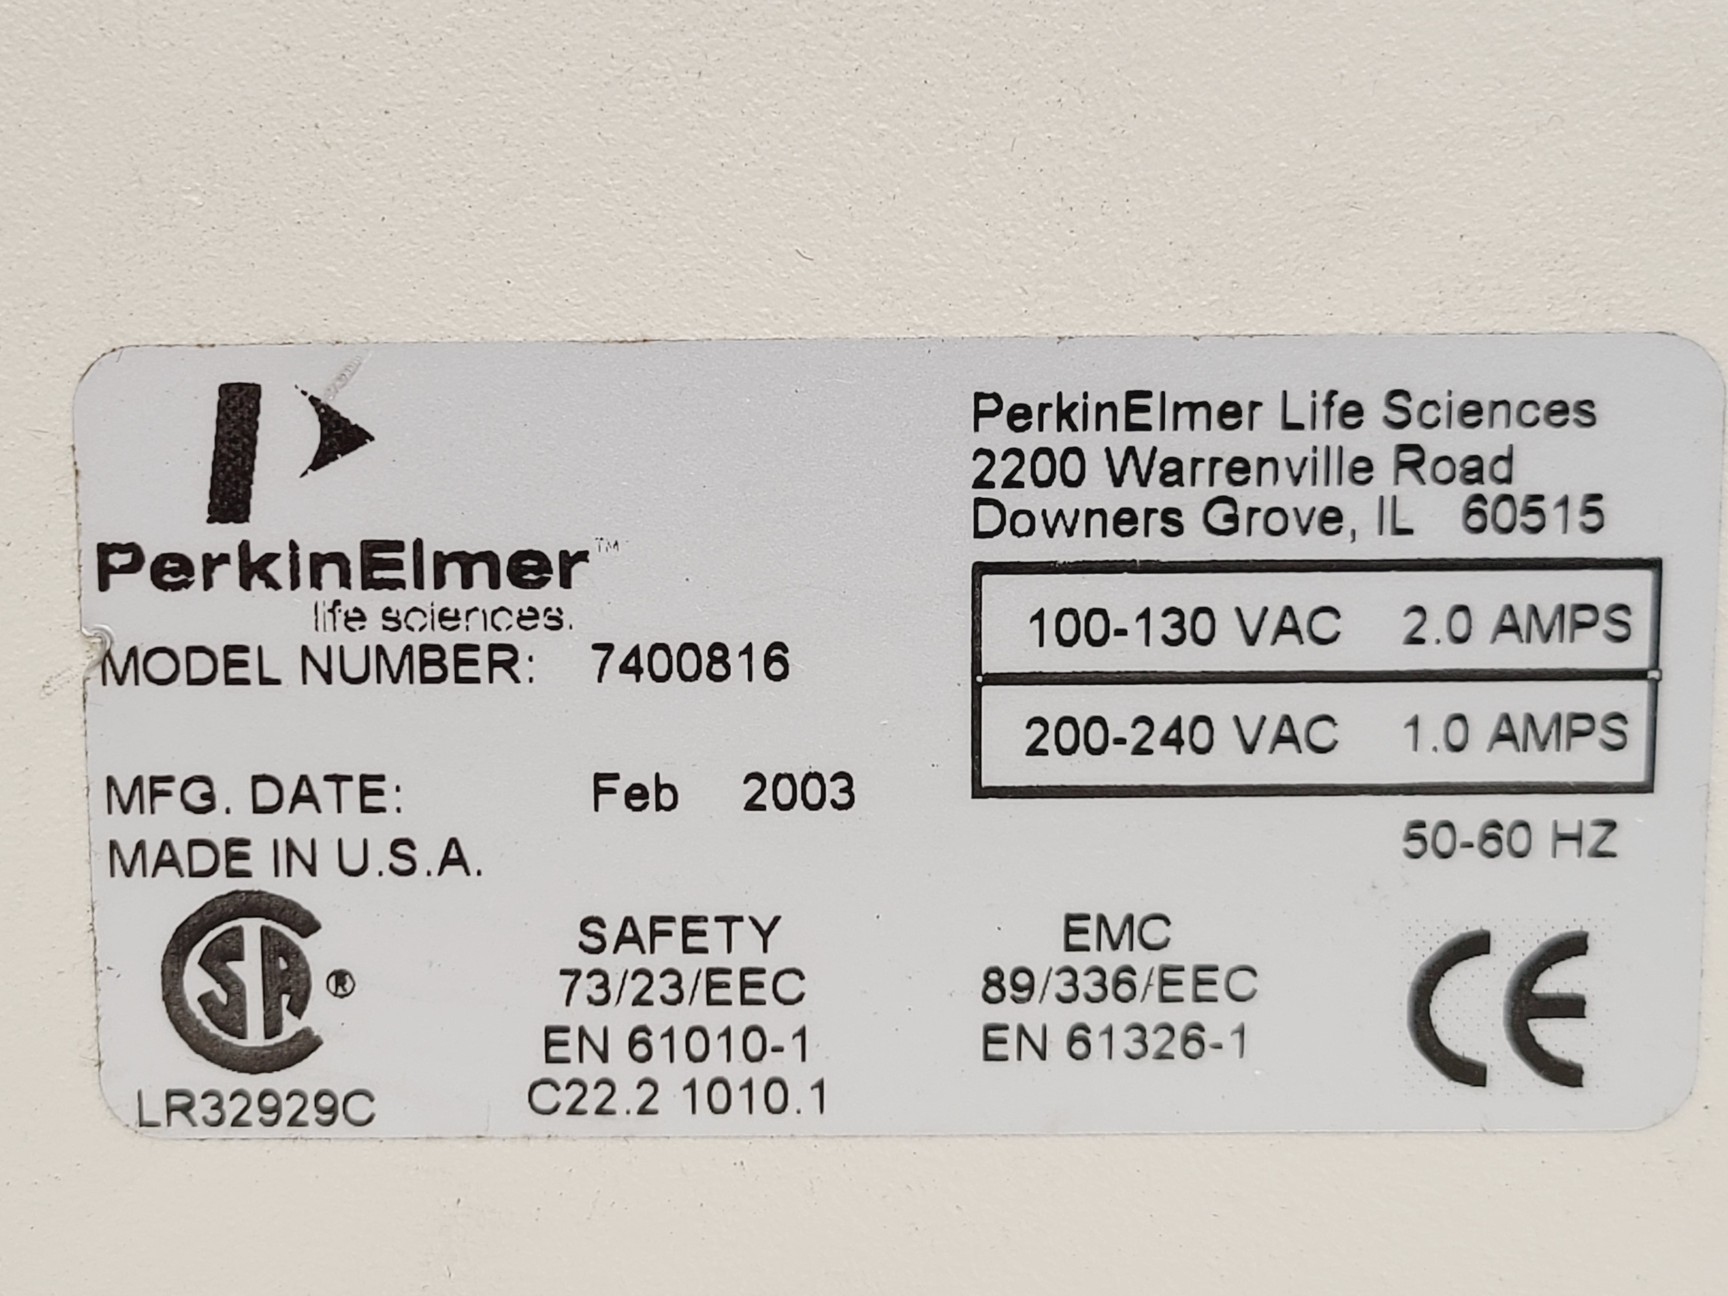 PerkinElmer™
life sciences.
MODEL NUMBER: 7400816
MFG. DATE: Feb 2003
MADE IN U.S.A.
PerkinElmer Life Sciences
2200 Warrenville Road
Downers Grove, IL 60515
100-130 VAC 2.0 AMPS
200-240 VAC 1.0 AMPS
50-60 HZ
CSA®
LR32929C
SAFETY
73/23/EEC
EN 61010-1
C22.2 1010.1
EMC
89/336/EEC
EN 61326-1
CE